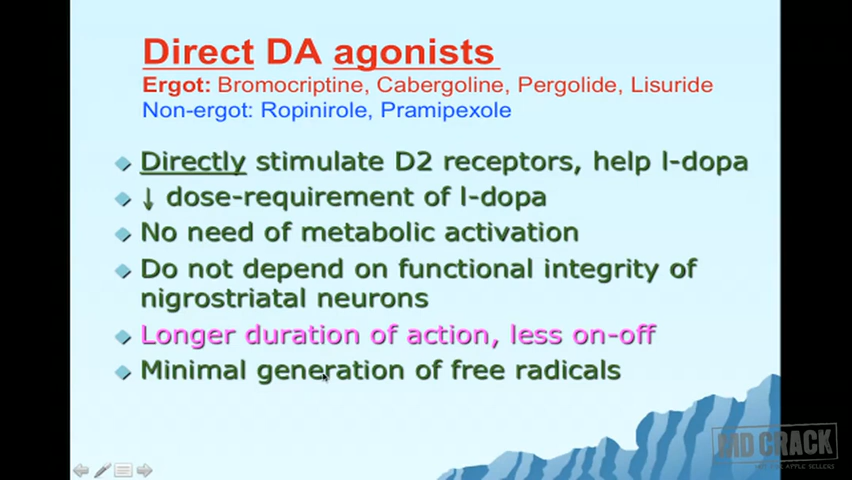 Direct DA agonists
Ergot: Bromocriptine, Cabergoline, Pergolide, Lisuride
Non-ergot: Ropinirole, Pramipexole
Directly stimulate D2 receptors, help l-dopa
↓ dose-requirement of l-dopa
No need of metabolic activation
Do not depend on functional integrity of
nigrostriatal neurons
Longer duration of action, less on-off
Minimal generation of free radicals
MD CRACK